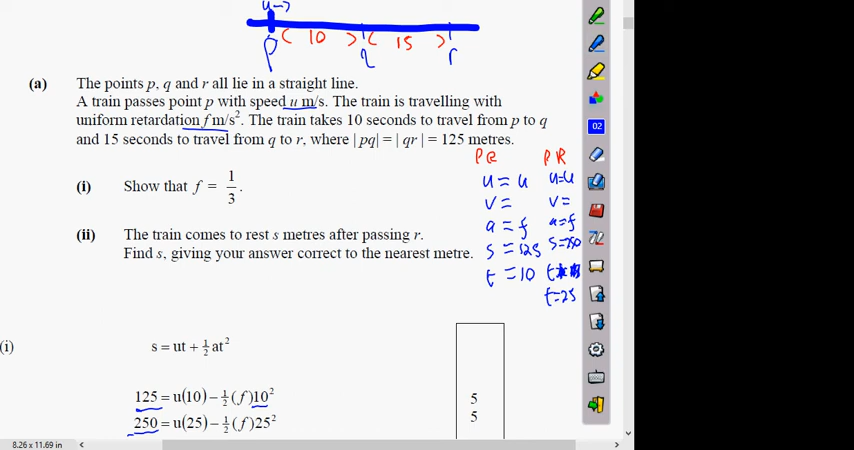 u →
( 10 ) ( 15 )
p q r
(a) The points p, q and r all lie in a straight line.
A train passes point p with speed u m/s. The train is travelling with
uniform retardation f m/s². The train takes 10 seconds to travel from p to q
and 15 seconds to travel from q to r, where | pq | = | qr | = 125 metres.
PQ PR
(i) Show that f = 1/3.
u = u u=u
v = v=
a = f a=f
(ii) The train comes to rest s metres after passing r.
Find s, giving your answer correct to the nearest metre.
s = 125 s=250
t = 10
t=25
(i) s = ut + ½ at²
125 = u(10) − ½ (f)10² 5
250 = u(25) − ½ (f)25² 5
02
8.26 x 11.69 in